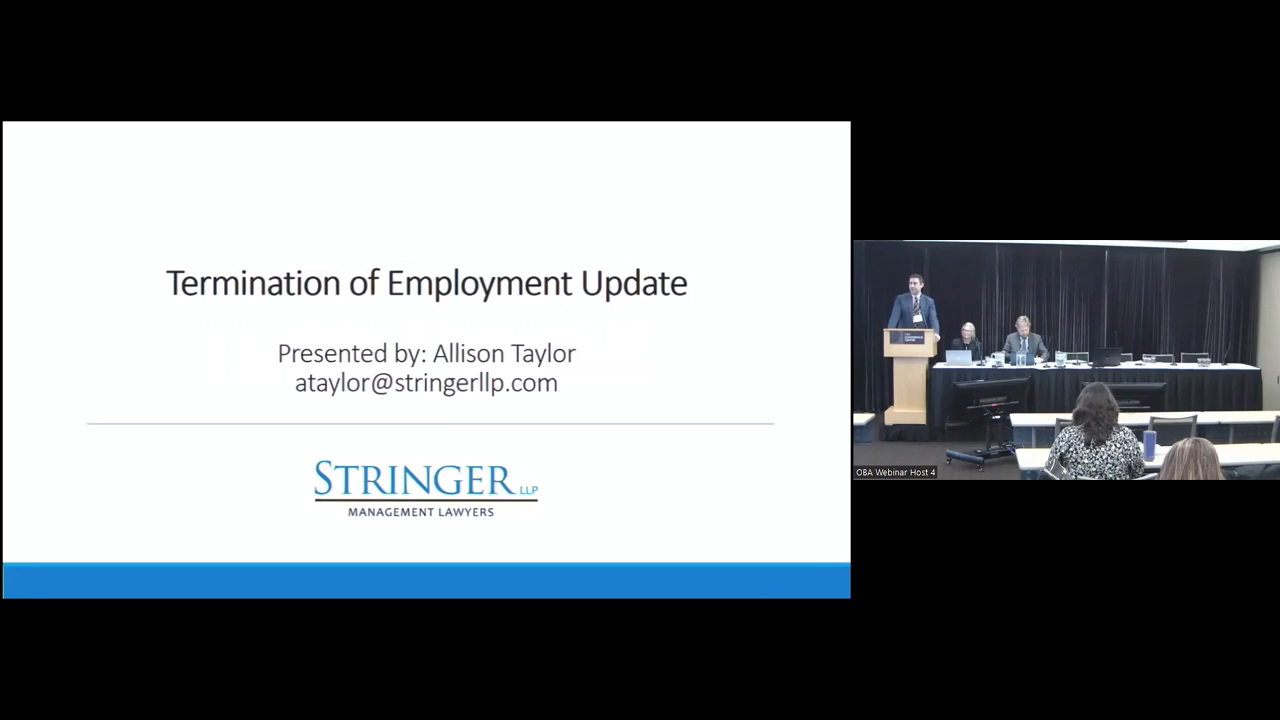 Termination of Employment Update
Presented by: Allison Taylor
ataylor@stringerllp.com
STRINGER LLP
MANAGEMENT LAWYERS
OBA Webinar Host 4